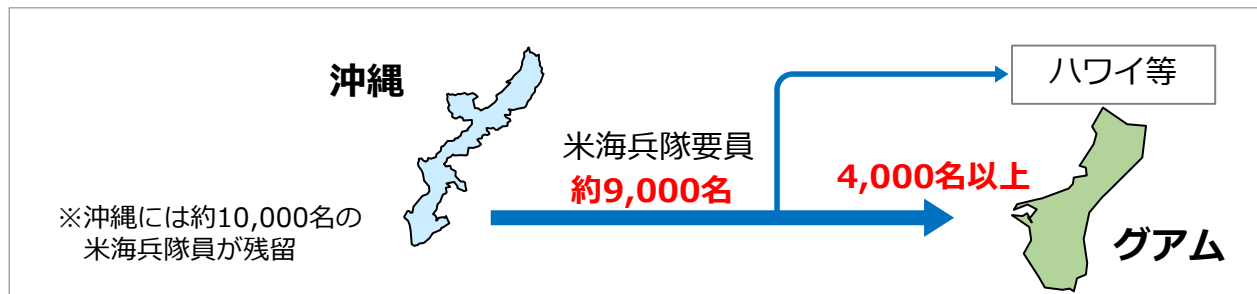 沖縄
ハワイ等
米海兵隊要員
約9,000名
4,000名以上
※沖縄には約10,000名の
米海兵隊員が残留
グアム